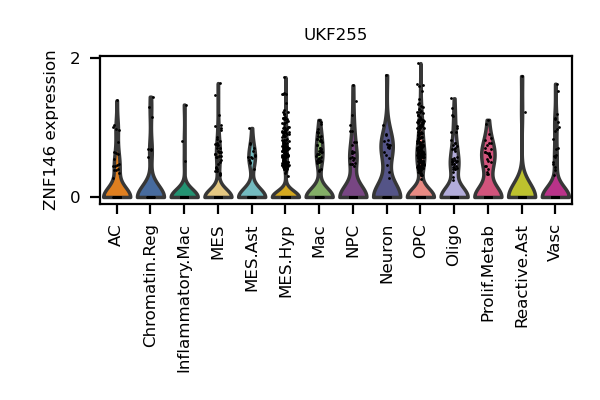 UKF255
ZNF146 expression
2
0
AC
Chromatin.Reg
Inflammatory.Mac
MES
MES.Ast
MES.Hyp
Mac
NPC
Neuron
OPC
Oligo
Prolif.Metab
Reactive.Ast
Vasc